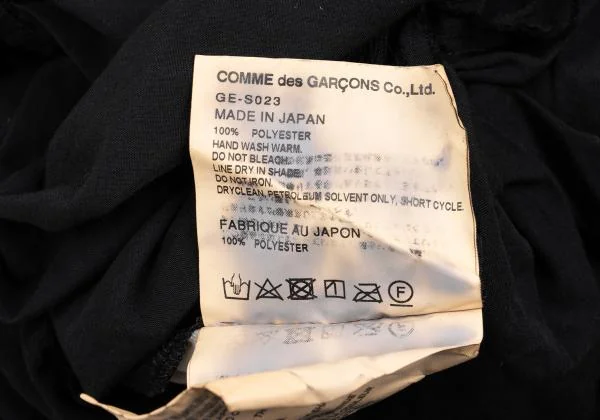 COMME des GARÇONS Co.,Ltd.
GE-S023
MADE IN JAPAN
100% POLYESTER
HAND WASH WARM.
DO NOT BLEACH.
LINE DRY IN SHADE.
DO NOT IRON.
DRYCLEAN, PETROLEUM SOLVENT ONLY, SHORT CYCLE.
FABRIQUE AU JAPON
100% POLYESTER
F